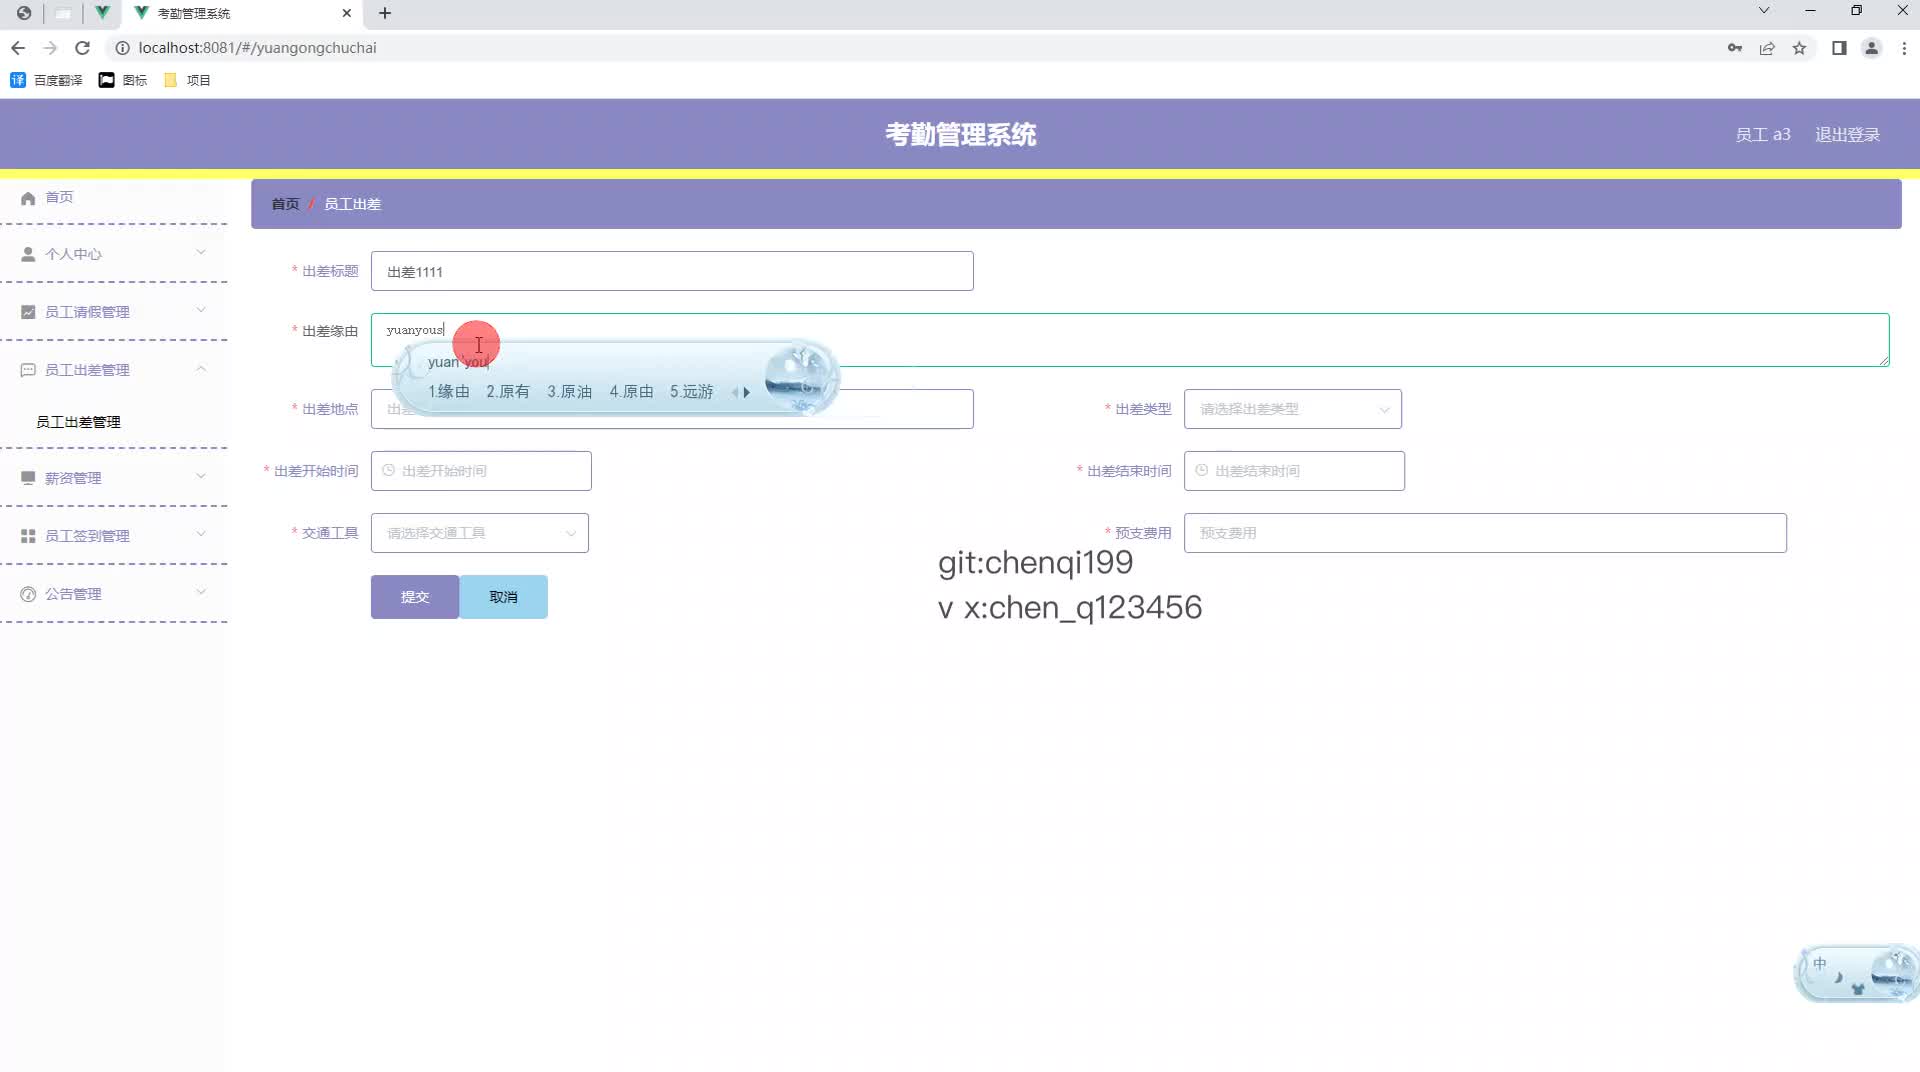 考勤管理系统
localhost:8081/#/yuangongchuchai
百度翻译 图标 项目
考勤管理系统
员工 a3 退出登录
首页
个人中心
员工请假管理
员工出差管理
员工出差管理
薪资管理
员工签到管理
公告管理
首页 / 员工出差
* 出差标题 出差1111
* 出差缘由 yuanyous
yuan'you
1.缘由 2.原有 3.原油 4.原由 5.远游
* 出差地点 出差
* 出差类型 请选择出差类型
* 出差开始时间 出差开始时间
* 出差结束时间 出差结束时间
* 交通工具 请选择交通工具
* 预支费用 预支费用
提交 取消
git:chenqi199
v x:chen_q123456
中